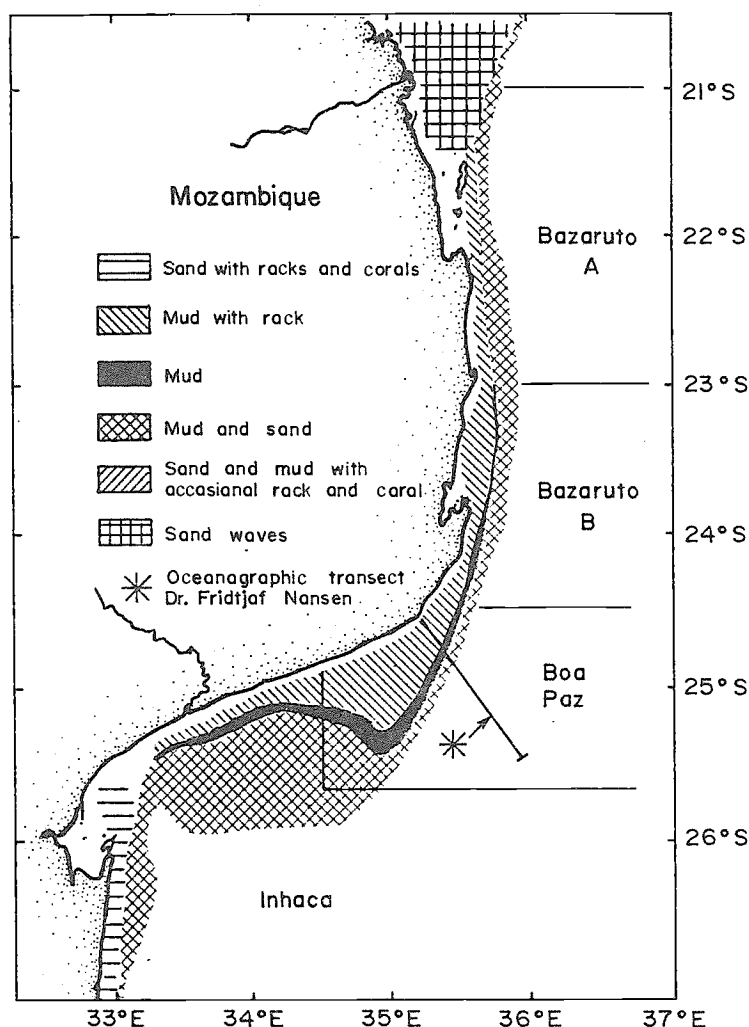 21°S
Mozambique
22°S
Bazaruto
A
Sand with racks and corals
Mud with rack
23°S
Mud
Mud and sand
Sand and mud with
accasional rack and caral
Bazaruto
B
24°S
Sand waves
Oceanagraphic transect
Dr. Fridtjaf Nansen
Boa
Paz
25°S
26°S
Inhaca
33°E
34°E
35°E
36°E
37°E